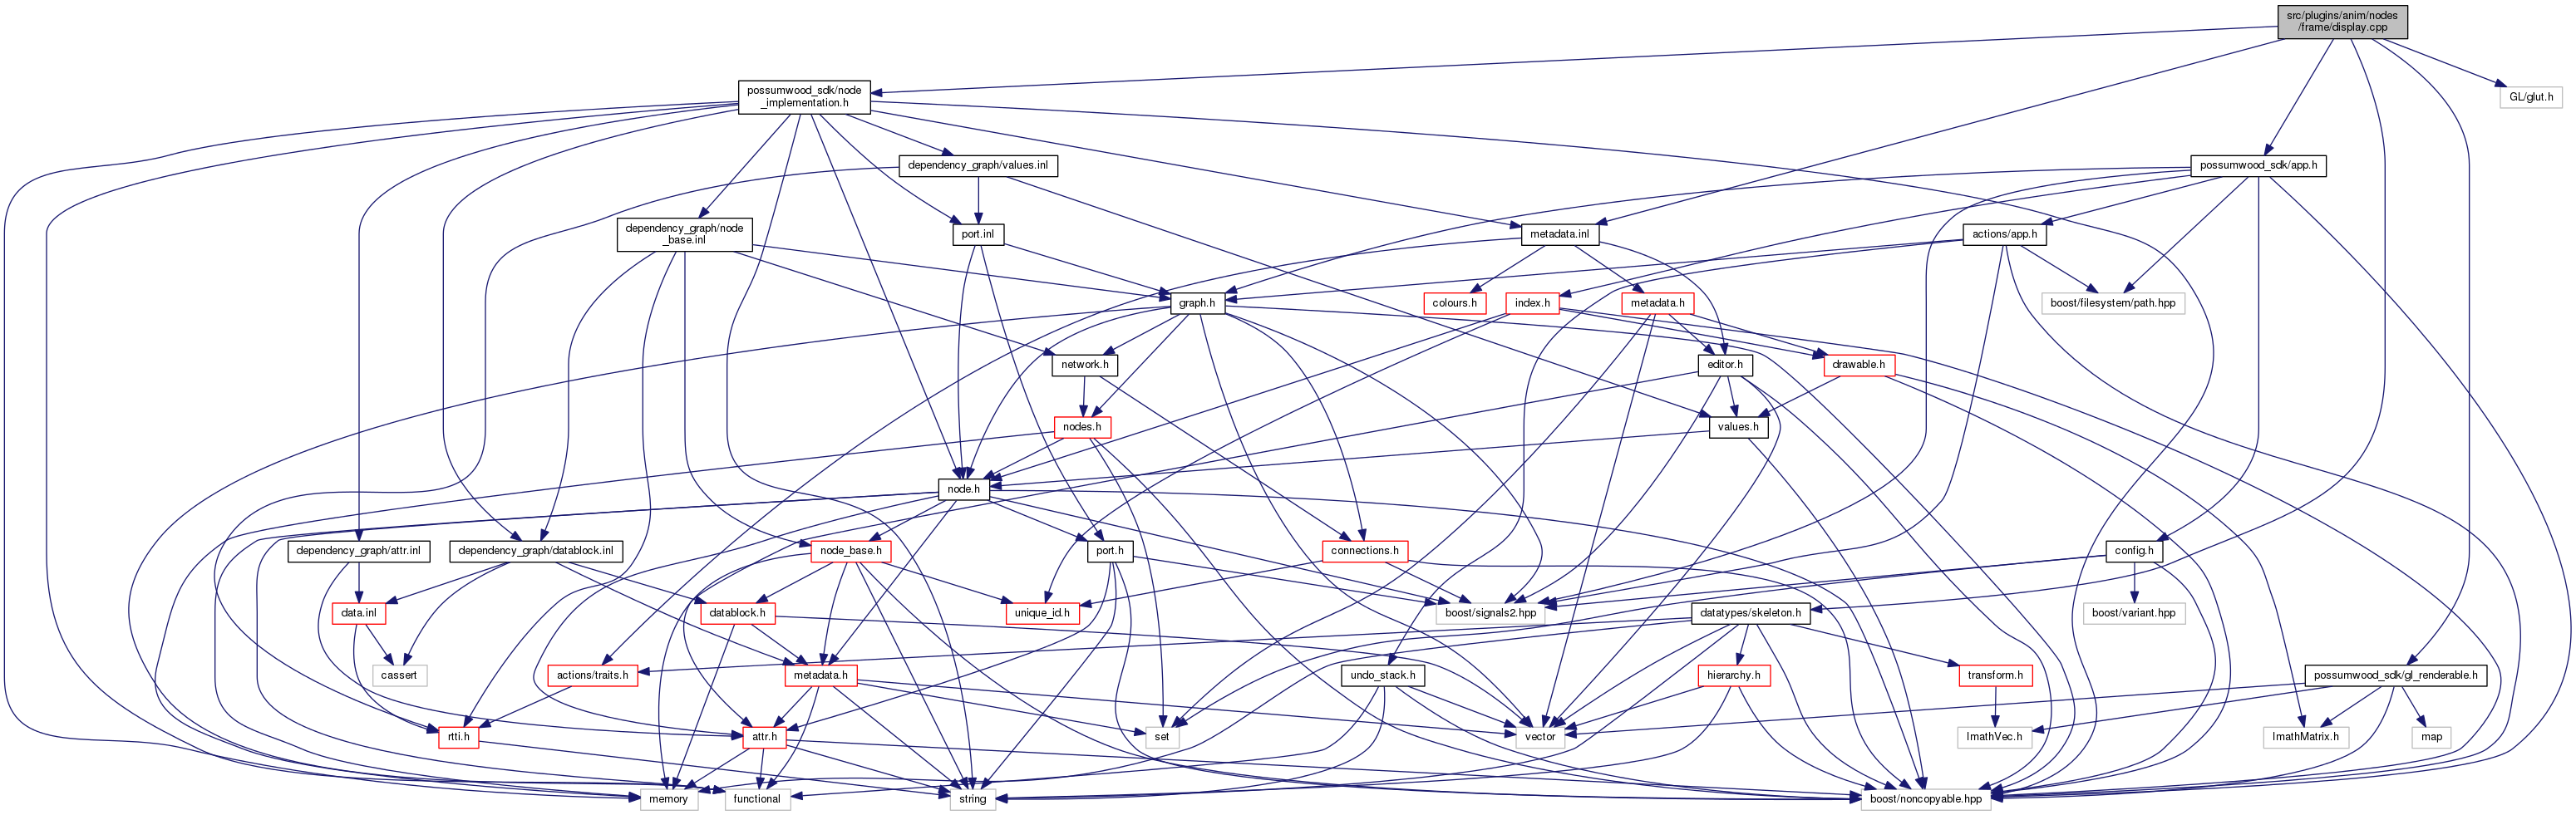 src/plugins/anim/nodes
/frame/display.cpp
possumwood_sdk/node
_implementation.h
GL/glut.h
dependency_graph/values.inl
possumwood_sdk/app.h
dependency_graph/node
_base.inl
port.inl
metadata.inl
actions/app.h
graph.h
colours.h
index.h
metadata.h
boost/filesystem/path.hpp
network.h
editor.h
drawable.h
nodes.h
values.h
node.h
dependency_graph/attr.inl
dependency_graph/datablock.inl
node_base.h
port.h
connections.h
config.h
data.inl
datablock.h
unique_id.h
boost/signals2.hpp
datatypes/skeleton.h
boost/variant.hpp
cassert
actions/traits.h
metadata.h
undo_stack.h
hierarchy.h
transform.h
possumwood_sdk/gl_renderable.h
rtti.h
attr.h
set
vector
ImathVec.h
ImathMatrix.h
map
memory
functional
string
boost/noncopyable.hpp